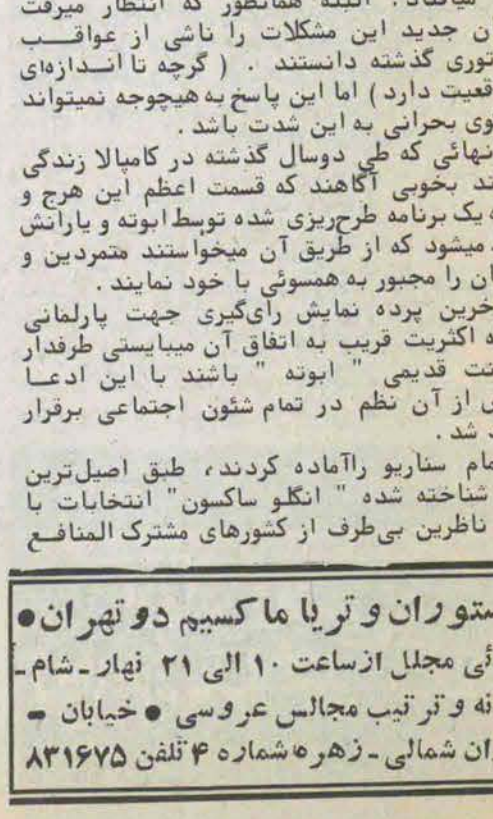 میافتاد. البته همانطور که انتظار میرفت
ن جدید این مشکلات را ناشی از عواقب
توری گذشته دانستند . ( گرچه تا اندازه‌ای
قعیت دارد ) اما این پاسخ به هیچوجه نمیتواند
وی بحرانی به این شدت باشد .
نهائی که طی دوسال گذشته در کامپالا زندگی
ند بخوبی آگاهند که قسمت اعظم این هرج و
ه یک برنامه طرح‌ریزی شده توسط ابوته و یارانش
میشود که از طریق آن میخواستند متمردین و
ان را مجبور به همسوئی با خود نمایند .
خرین پرده نمایش رای‌گیری جهت پارلمانی
ه اکثریت قریب به اتفاق آن میبایستی طرفدار
ت قدیمی " ابوته " باشند با این ادعا
س از آن نظم در تمام شئون اجتماعی برقرار
شد .
مام سناریو راآماده کردند، طبق اصیل‌ترین
شناخته شده " انگلو ساکسون" انتخابات با
ناظرین بی‌طرف از کشورهای مشترک المنافع
ستوران و تریا ماکسیم دو تهران●
ئی مجلل ازساعت ۱۰ الی ۲۱ نهار ـ شام ـ
نه و ترتیب مجالس عروسی ● خیابان ـ
ان شمالی ـ زهره شماره ۴ تلفن ۸۳۱۶۷۵